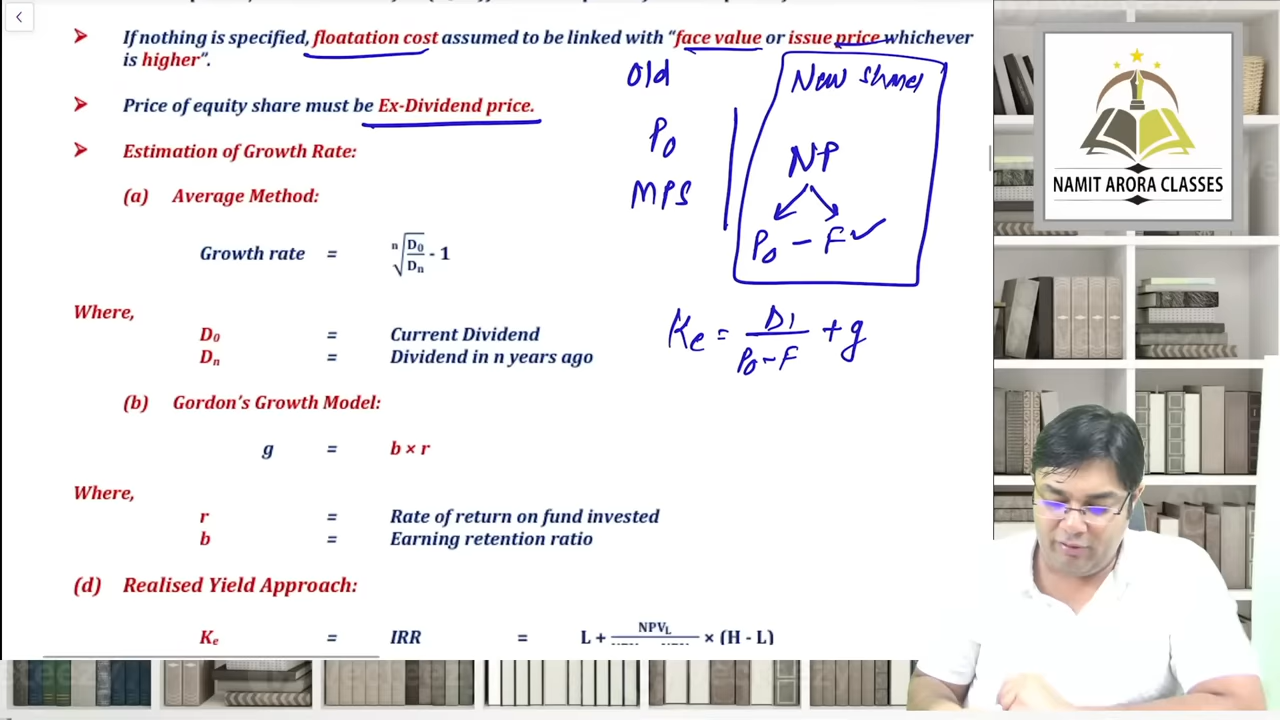 If nothing is specified, floatation cost assumed to be linked with "face value or issue price whichever
is higher".
Old
New shares
Price of equity share must be Ex-Dividend price.
P0
MPS
NP
P0 - F
Estimation of Growth Rate:
(a) Average Method:
Growth rate = n√D0/Dn - 1
Where,
D0 = Current Dividend
Dn = Dividend in n years ago
Ke = D1/P0-F + g
(b) Gordon's Growth Model:
g = b × r
Where,
r = Rate of return on fund invested
b = Earning retention ratio
(d) Realised Yield Approach:
Ke = IRR = L + NPVL × (H - L)
NAMIT ARORA CLASSES